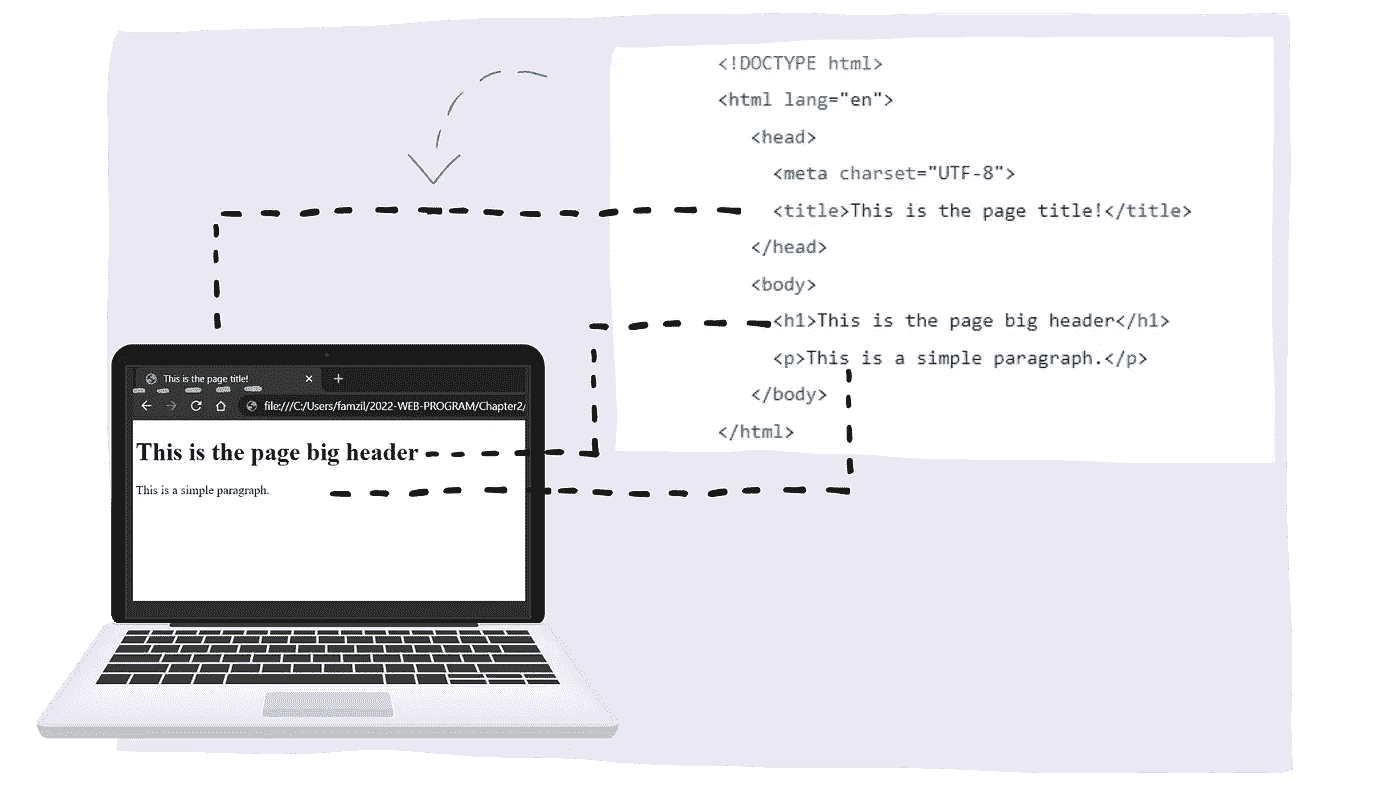 <!DOCTYPE html>
<html lang="en">
<head>
<meta charset="UTF-8">
<title>This is the page title!</title>
</head>
<body>
<h1>This is the page big header</h1>
<p>This is a simple paragraph.</p>
</body>
</html>
This is the page title!
file:///C:/Users/famzil/2022-WEB-PROGRAM/Chapter2/
This is the page big header
This is a simple paragraph.